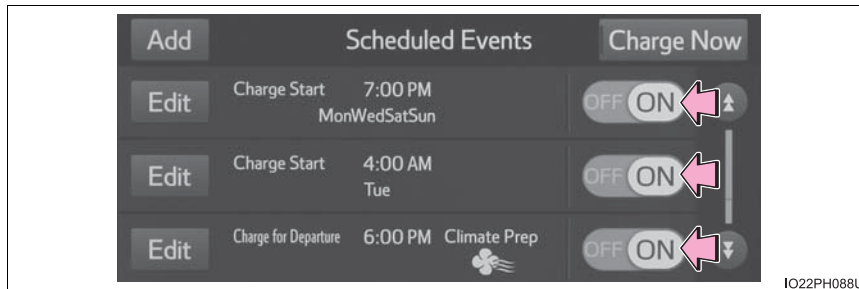 Add Scheduled Events Charge Now
Edit Charge Start 7:00 PM OFF ON
MonWedSatSun
Edit Charge Start 4:00 AM OFF ON
Tue
Edit Charge for Departure 6:00 PM Climate Prep OFF ON
IO22PH088U